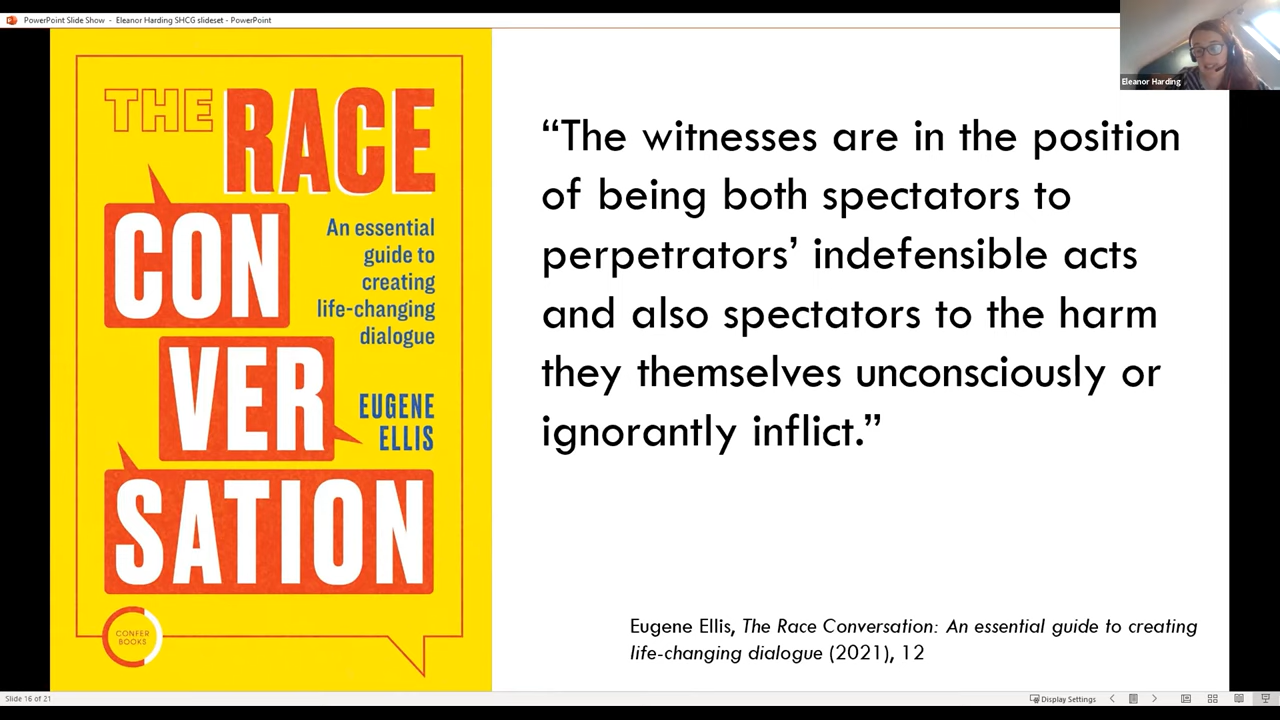 PowerPoint Slide Show - Eleanor Harding SHCG slideset - PowerPoint
Eleanor Harding
THE RACE
CON
VER
SATION
An essential
guide to
creating
life-changing
dialogue
EUGENE
ELLIS
CONFER
BOOKS
“The witnesses are in the position
of being both spectators to
perpetrators’ indefensible acts
and also spectators to the harm
they themselves unconsciously or
ignorantly inflict.”
Eugene Ellis, The Race Conversation: An essential guide to creating
life-changing dialogue (2021), 12
Slide 16 of 21
Display Settings